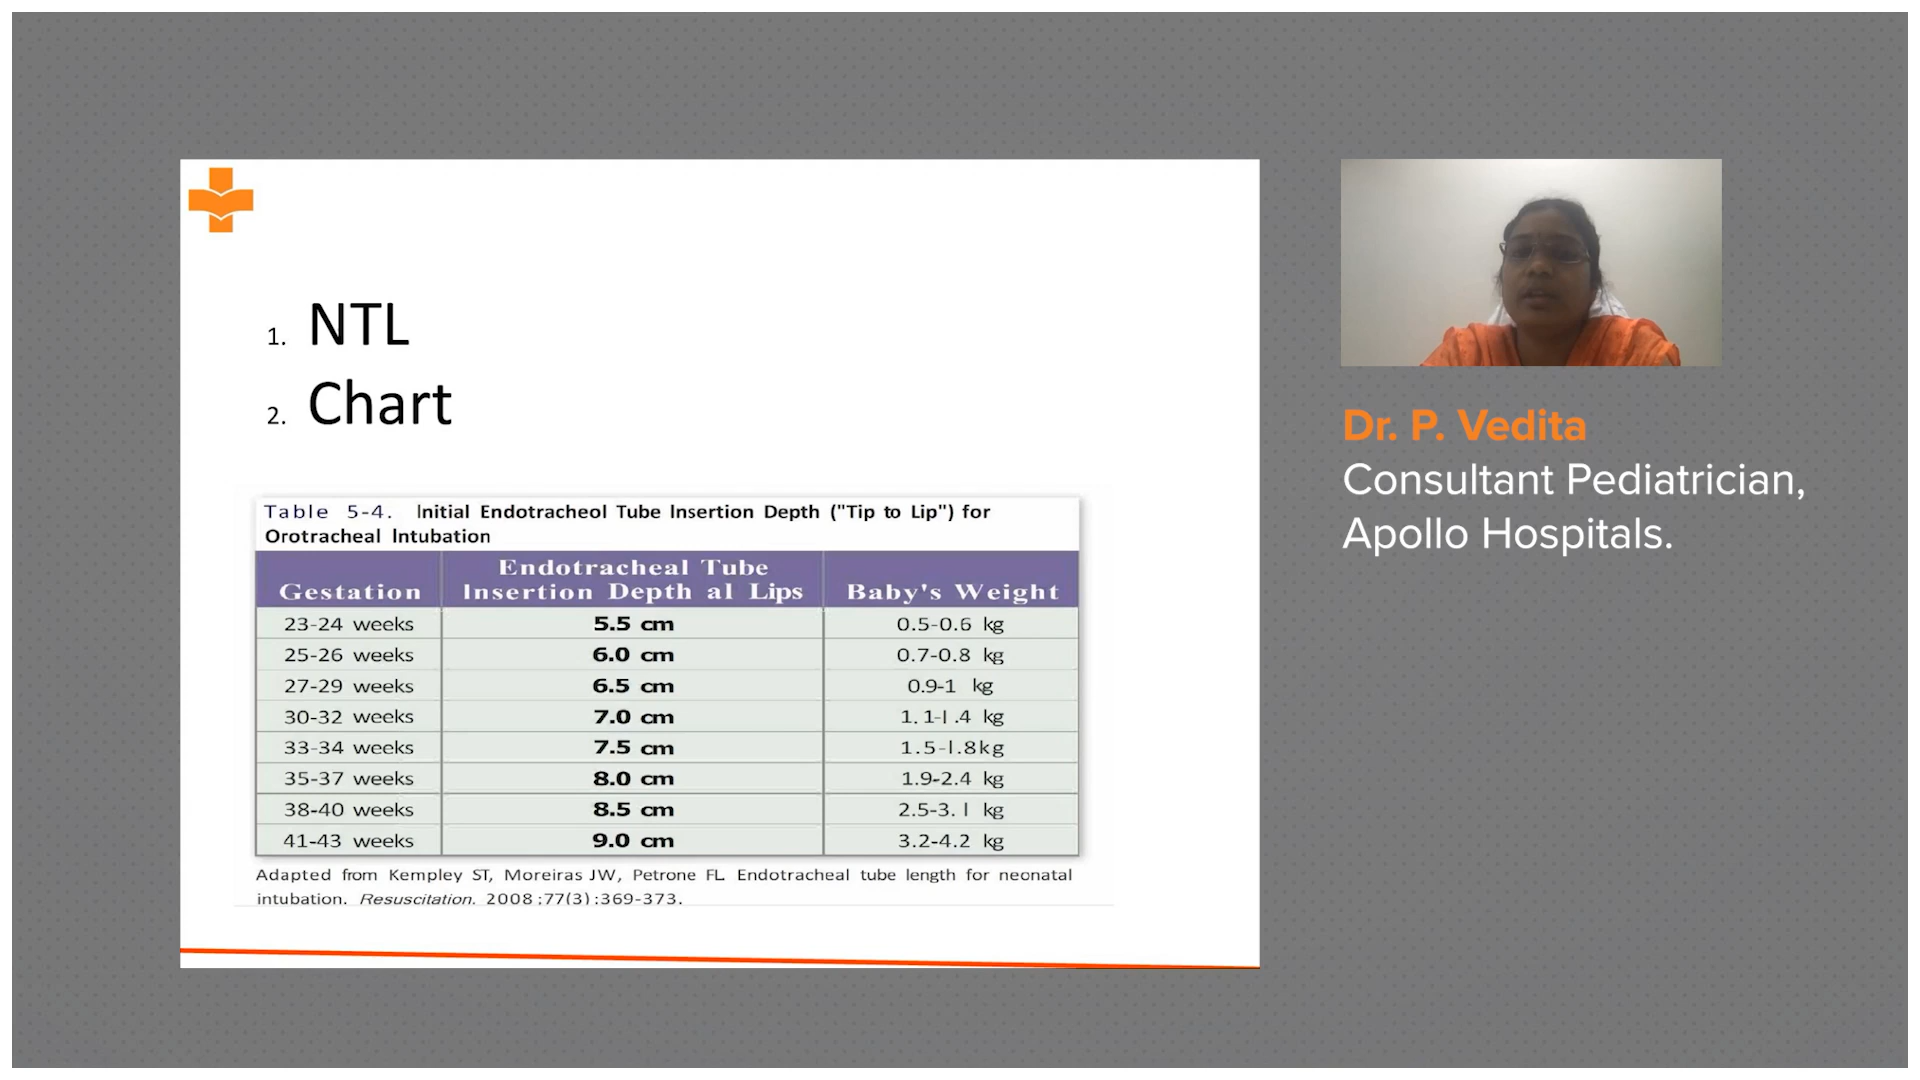 1. NTL
2. Chart
Table 5-4. Initial Endotracheol Tube Insertion Depth ("Tip to Lip") for
Orotracheal Intubation
Gestation Endotracheal Tube Insertion Depth al Lips Baby's Weight
23-24 weeks 5.5 cm 0.5-0.6 kg
25-26 weeks 6.0 cm 0.7-0.8 kg
27-29 weeks 6.5 cm 0.9-1 kg
30-32 weeks 7.0 cm 1.1-l.4 kg
33-34 weeks 7.5 cm 1.5-l.8kg
35-37 weeks 8.0 cm 1.9-2.4 kg
38-40 weeks 8.5 cm 2.5-3.l kg
41-43 weeks 9.0 cm 3.2-4.2 kg
Adapted from Kempley ST, Moreiras JW, Petrone FL. Endotracheal tube length for neonatal
intubation. Resuscitation. 2008;77(3):369-373.
Dr. P. Vedita
Consultant Pediatrician,
Apollo Hospitals.